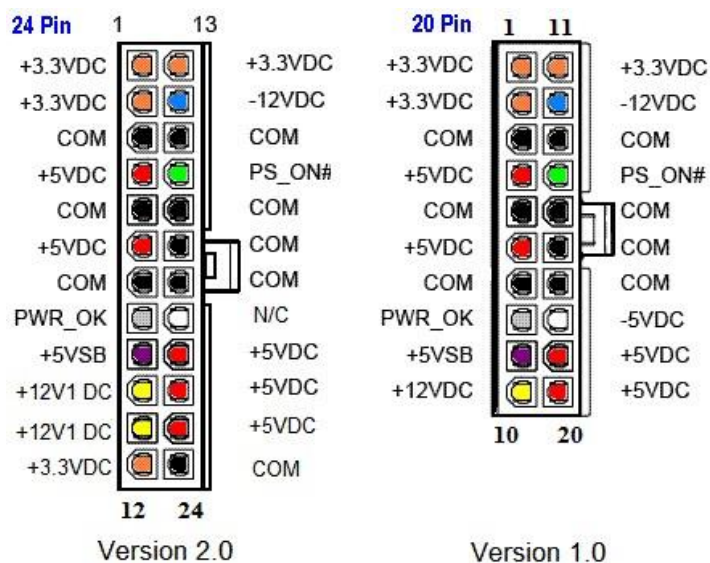 24 Pin 1 13
+3.3VDC +3.3VDC
+3.3VDC -12VDC
COM COM
+5VDC PS_ON#
COM COM
+5VDC COM
COM COM
PWR_OK N/C
+5VSB +5VDC
+12V1 DC +5VDC
+12V1 DC +5VDC
+3.3VDC COM
12 24
Version 2.0
20 Pin 1 11
+3.3VDC +3.3VDC
+3.3VDC -12VDC
COM COM
+5VDC PS_ON#
COM COM
+5VDC COM
COM COM
PWR_OK -5VDC
+5VSB +5VDC
+12VDC +5VDC
10 20
Version 1.0